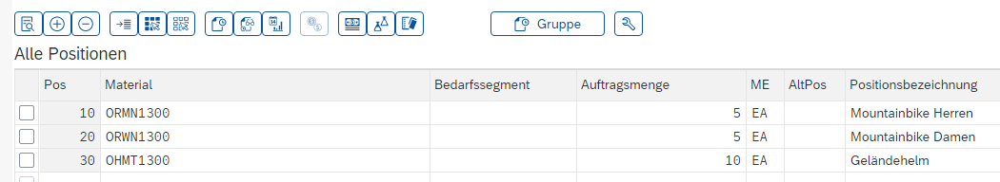 Gruppe
Alle Positionen
Pos Material Bedarfssegment Auftragsmenge ME AltPos Positionsbezeichnung
10 ORMN1300 5 EA Mountainbike Herren
20 ORWN1300 5 EA Mountainbike Damen
30 OHMT1300 10 EA Geländehelm